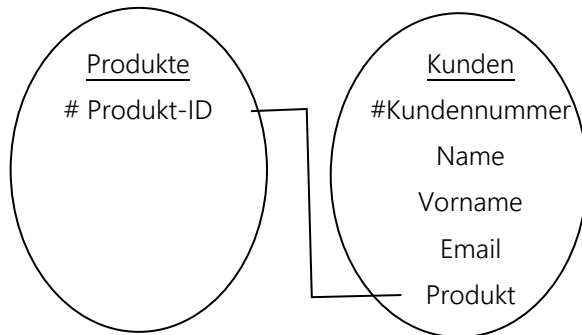 Produkte
# Produkt-ID
Kunden
#Kundennummer
Name
Vorname
Email
Produkt